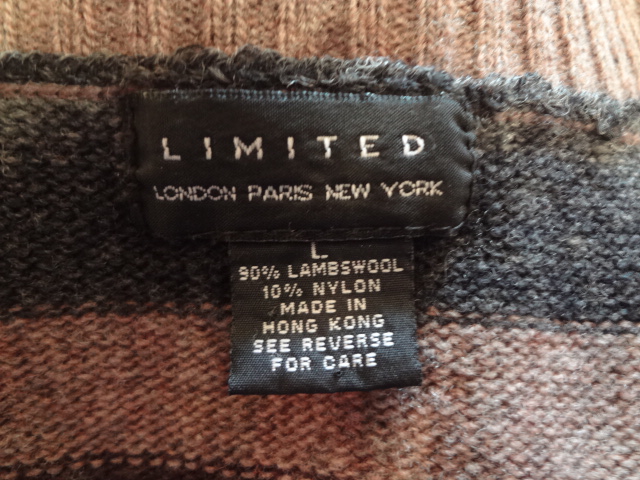 LIMITED
LONDON PARIS NEW YORK
L
90% LAMBSWOOL
10% NYLON
MADE IN
HONG KONG
SEE REVERSE
FOR CARE